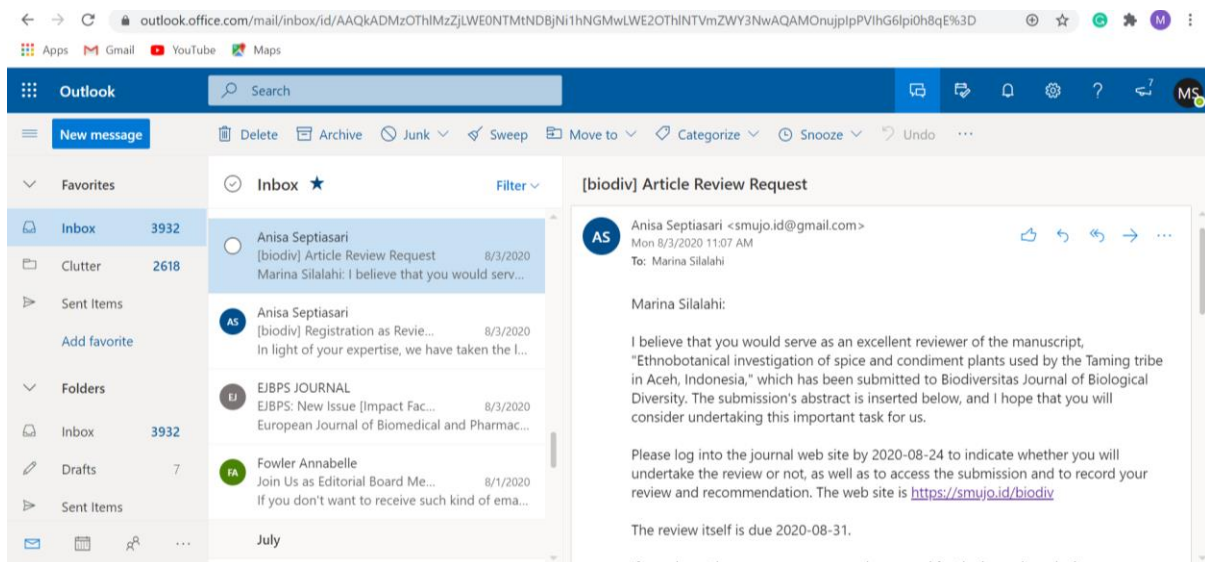 outlook.office.com/mail/inbox/id/AAQkADMzOThlMzZjLWE0NTMtNDBjNi1hNGMwLWE2OThlNTVmZWY3NwAQAMOnujpIpPVIhG6lpi0h8qE%3D
M
Apps Gmail YouTube Maps
Outlook
Search
7
MS
New message
Delete Archive Junk Sweep Move to Categorize Snooze Undo ...
Favorites
Inbox 3932
Clutter 2618
Sent Items
Add favorite
Folders
Inbox 3932
Drafts 7
Sent Items
Inbox
Filter
Anisa Septiasari
[biodiv] Article Review Request 8/3/2020
Marina Silalahi: I believe that you would serv...
AS
Anisa Septiasari
[biodiv] Registration as Revie... 8/3/2020
In light of your expertise, we have taken the l...
EJ
EJBPS JOURNAL
EJBPS: New Issue [Impact Fac... 8/3/2020
European Journal of Biomedical and Pharmac...
FA
Fowler Annabelle
Join Us as Editorial Board Me... 8/1/2020
If you don't want to receive such kind of ema...
July
[biodiv] Article Review Request
AS
Anisa Septiasari <smujo.id@gmail.com>
Mon 8/3/2020 11:07 AM
To: Marina Silalahi
Marina Silalahi:
I believe that you would serve as an excellent reviewer of the manuscript,
"Ethnobotanical investigation of spice and condiment plants used by the Taming tribe
in Aceh, Indonesia," which has been submitted to Biodiversitas Journal of Biological
Diversity. The submission's abstract is inserted below, and I hope that you will
consider undertaking this important task for us.
Please log into the journal web site by 2020-08-24 to indicate whether you will
undertake the review or not, as well as to access the submission and to record your
review and recommendation. The web site is https://smujo.id/biodiv
The review itself is due 2020-08-31.